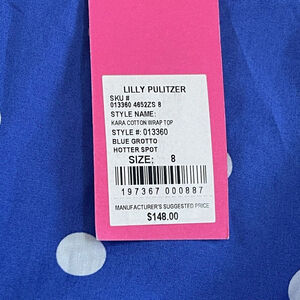 LILLY PULITZER
SKU #
013360 4652ZS 8
STYLE NAME:
KARA COTTON WRAP TOP
STYLE #: 013360
BLUE GROTTO
HOTTER SPOT
SIZE: 8
197367 000887
MANUFACTURER'S SUGGESTED PRICE
$148.00